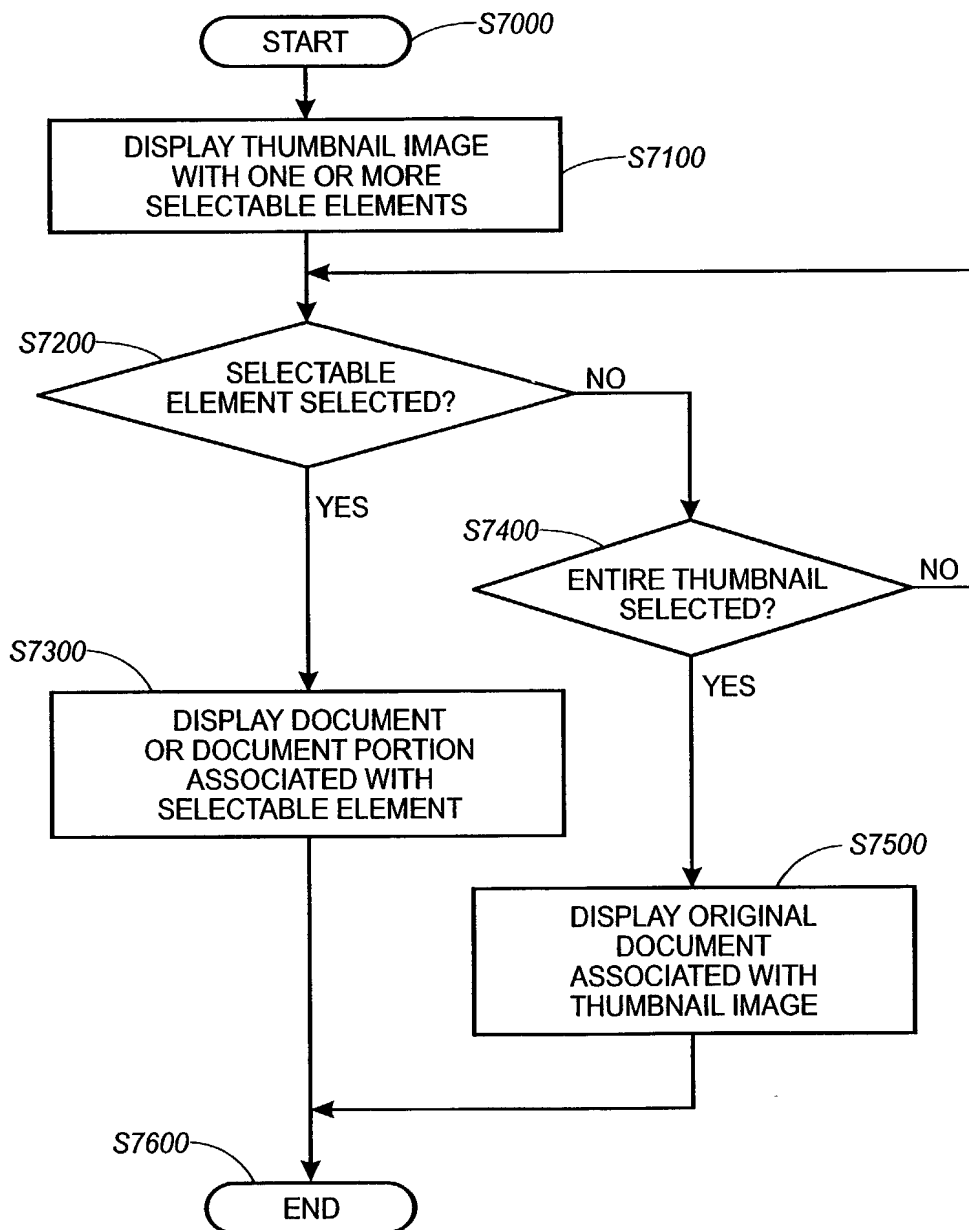 START
S7000
DISPLAY THUMBNAIL IMAGE
WITH ONE OR MORE
SELECTABLE ELEMENTS
S7100
S7200
SELECTABLE
ELEMENT SELECTED?
NO
YES
S7400
ENTIRE THUMBNAIL
SELECTED?
NO
YES
S7300
DISPLAY DOCUMENT
OR DOCUMENT PORTION
ASSOCIATED WITH
SELECTABLE ELEMENT
S7500
DISPLAY ORIGINAL
DOCUMENT
ASSOCIATED WITH
THUMBNAIL IMAGE
S7600
END